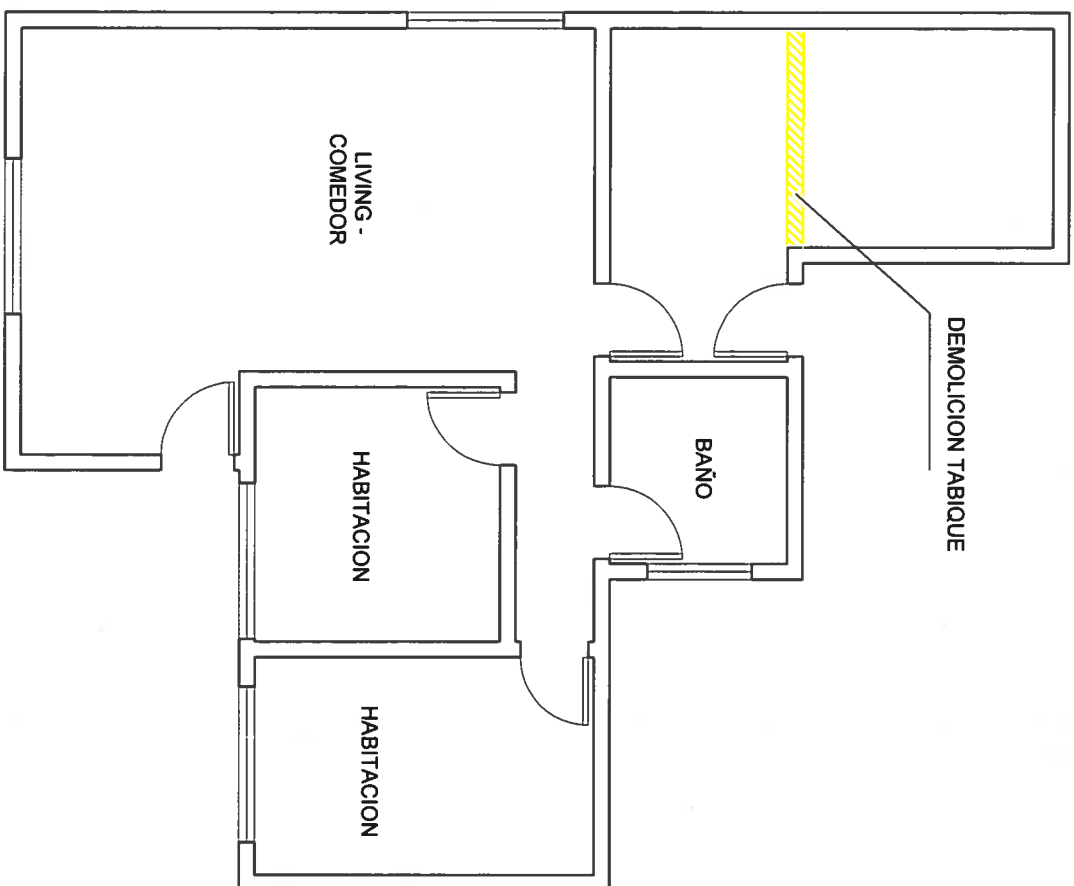 DEMOLICION TABIQUE
BAÑO
LIVING -
COMEDOR
HABITACION
HABITACION